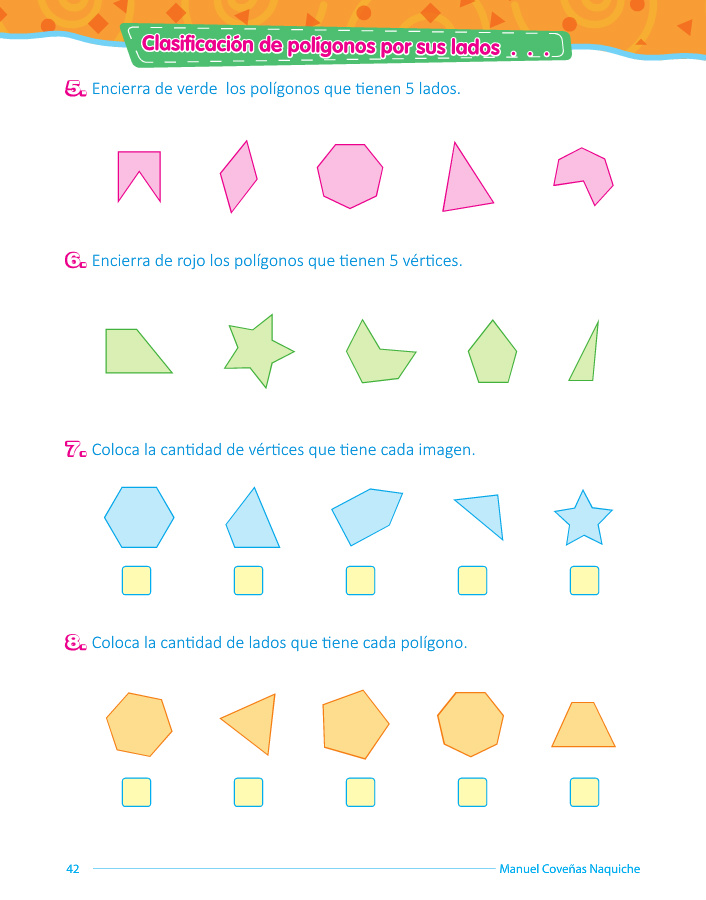 Clasificación de polígonos por sus lados . . .
5. Encierra de verde  los polígonos que tienen 5 lados.
6. Encierra de rojo los polígonos que tienen 5 vértices.
7. Coloca la cantidad de vértices que tiene cada imagen.
8. Coloca la cantidad de lados que tiene cada polígono.
42
Manuel Coveñas Naquiche